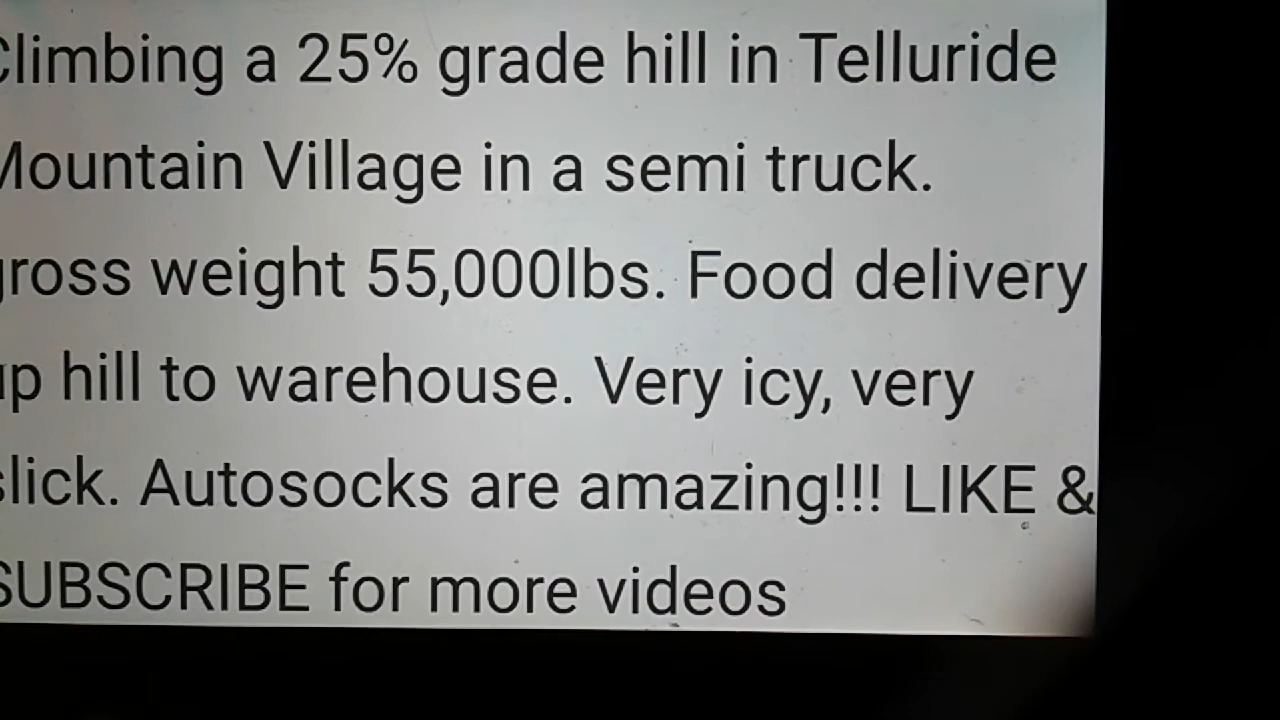 Climbing a 25% grade hill in Telluride
Mountain Village in a semi truck.
gross weight 55,000lbs. Food delivery
up hill to warehouse. Very icy, very
slick. Autosocks are amazing!!! LIKE &
SUBSCRIBE for more videos